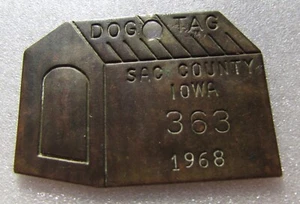 DOG TAG
SAC COUNTY
IOWA
363
1968